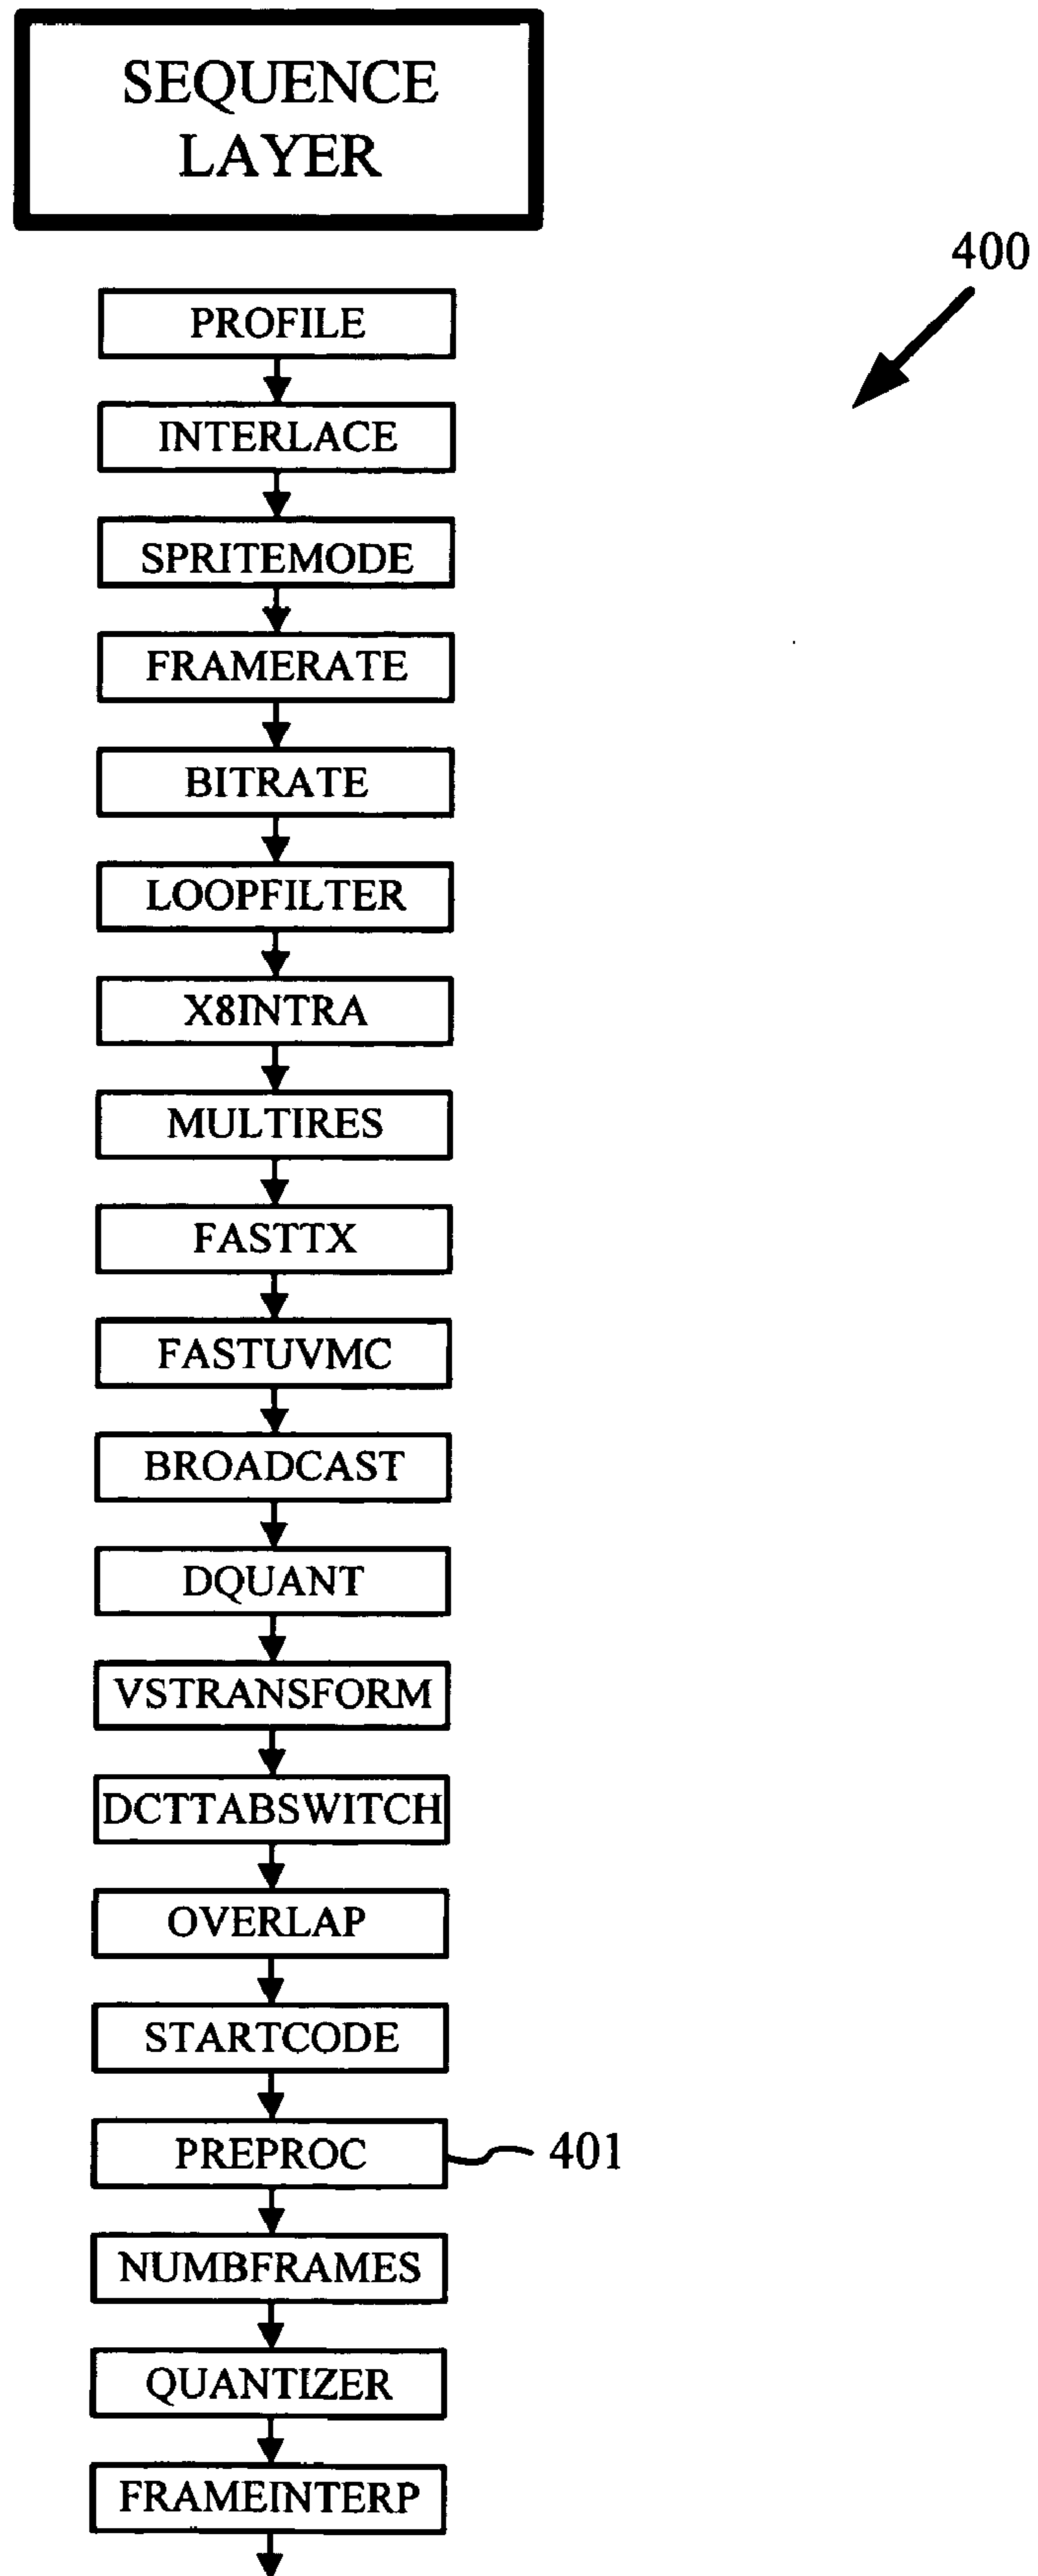 SEQUENCE
LAYER
400
PROFILE
INTERLACE
SPRITEMODE
FRAMERATE
BITRATE
LOOPFILTER
X8INTRA
MULTIRES
FASTTX
FASTUVMC
BROADCAST
DQUANT
VSTRANSFORM
DCTTABSWITCH
OVERLAP
STARTCODE
PREPROC 401
NUMBFRAMES
QUANTIZER
FRAMEINTERP